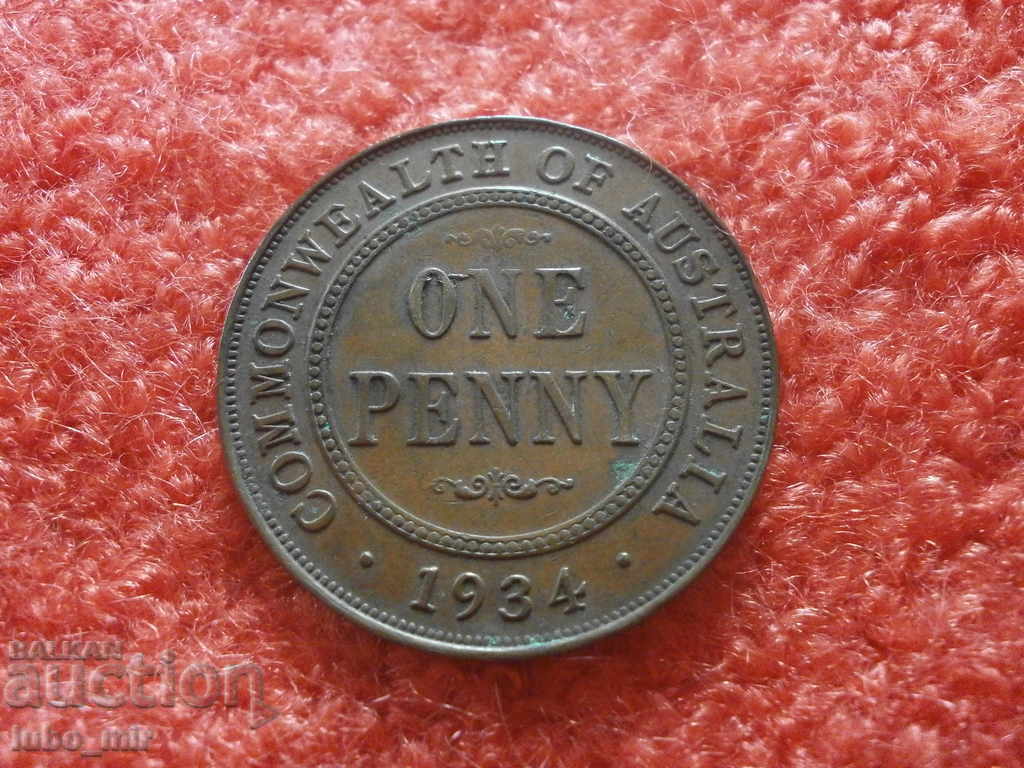 COMMONWEALTH OF AUSTRALIA
ONE
PENNY
· 1934 ·
BALKAN
auction
lubo_mir